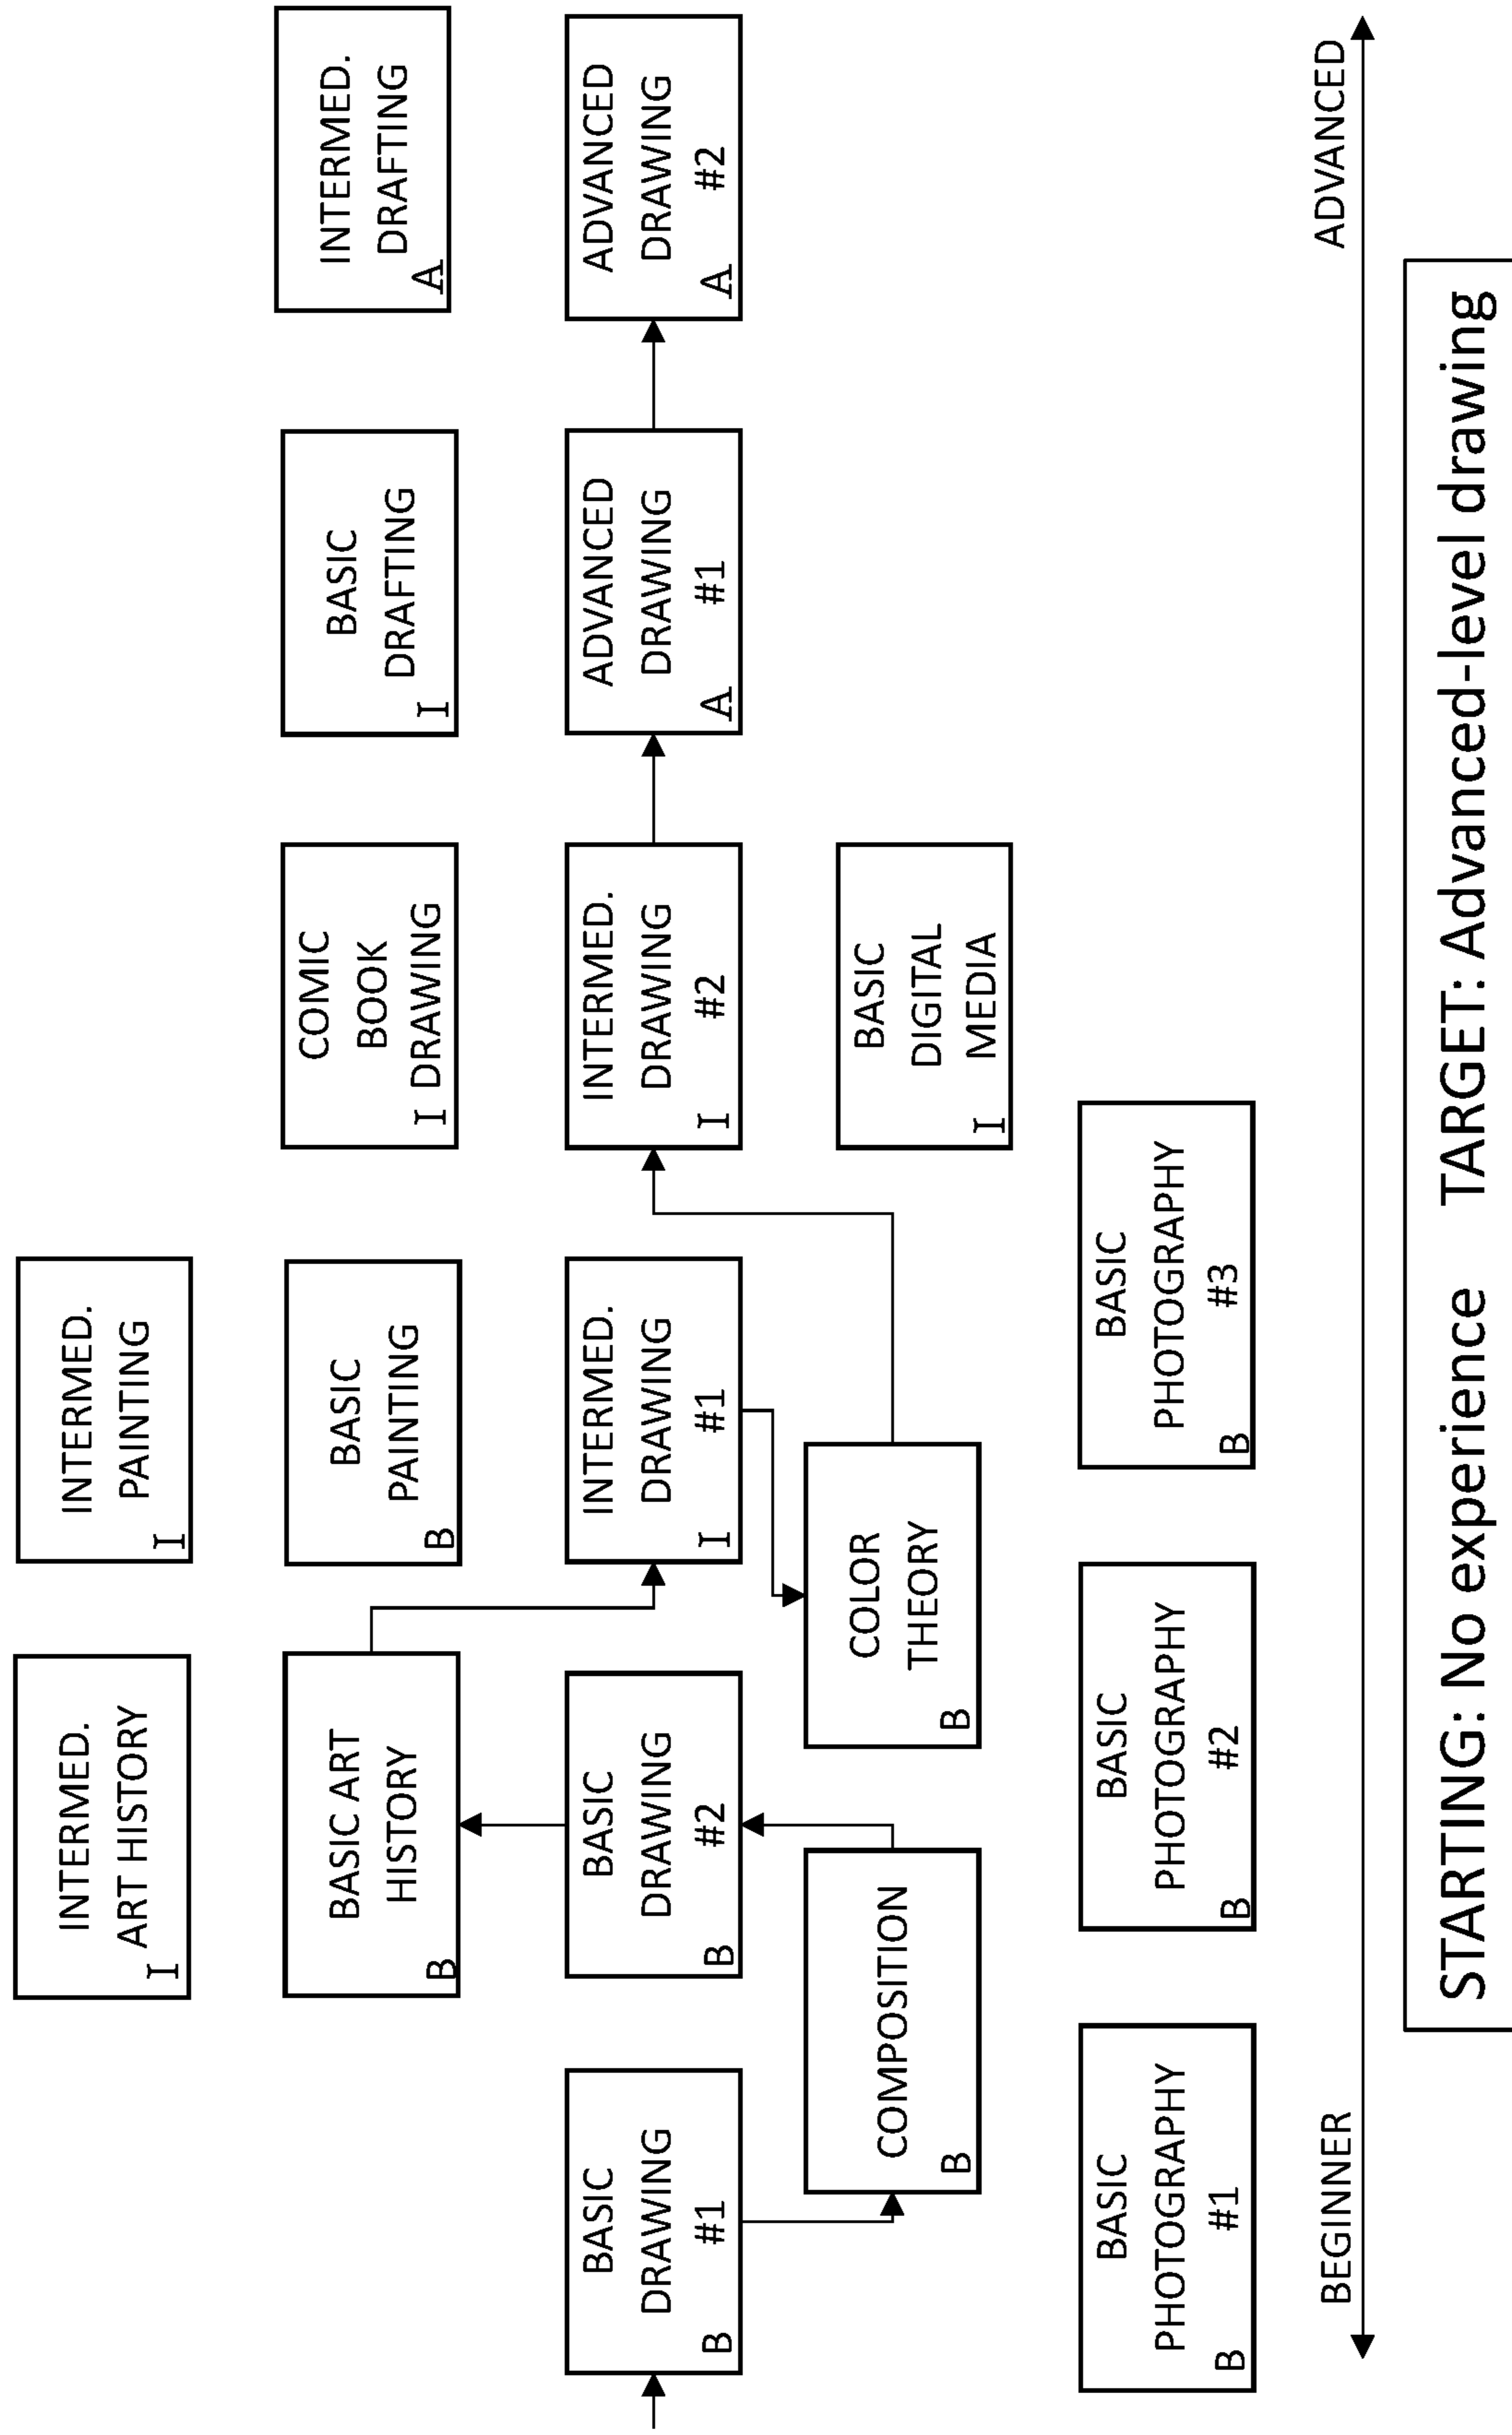 INTERMED.
ART HISTORY
I
INTERMED.
PAINTING
I
BASIC ART
HISTORY
B
BASIC
PAINTING
B
COMIC
BOOK
I DRAWING
BASIC
DRAFTING
I
INTERMED.
DRAFTING
A
BASIC
DRAWING
B #1
BASIC
DRAWING
B #2
INTERMED.
DRAWING
I #1
INTERMED.
DRAWING
I #2
ADVANCED
DRAWING
A #1
ADVANCED
DRAWING
A #2
COMPOSITION
B
COLOR
THEORY
B
BASIC
DIGITAL
I MEDIA
BASIC
PHOTOGRAPHY
B #1
BASIC
PHOTOGRAPHY
B #2
BASIC
PHOTOGRAPHY
#3
B
BEGINNER
ADVANCED
STARTING: No experience TARGET: Advanced-level drawing